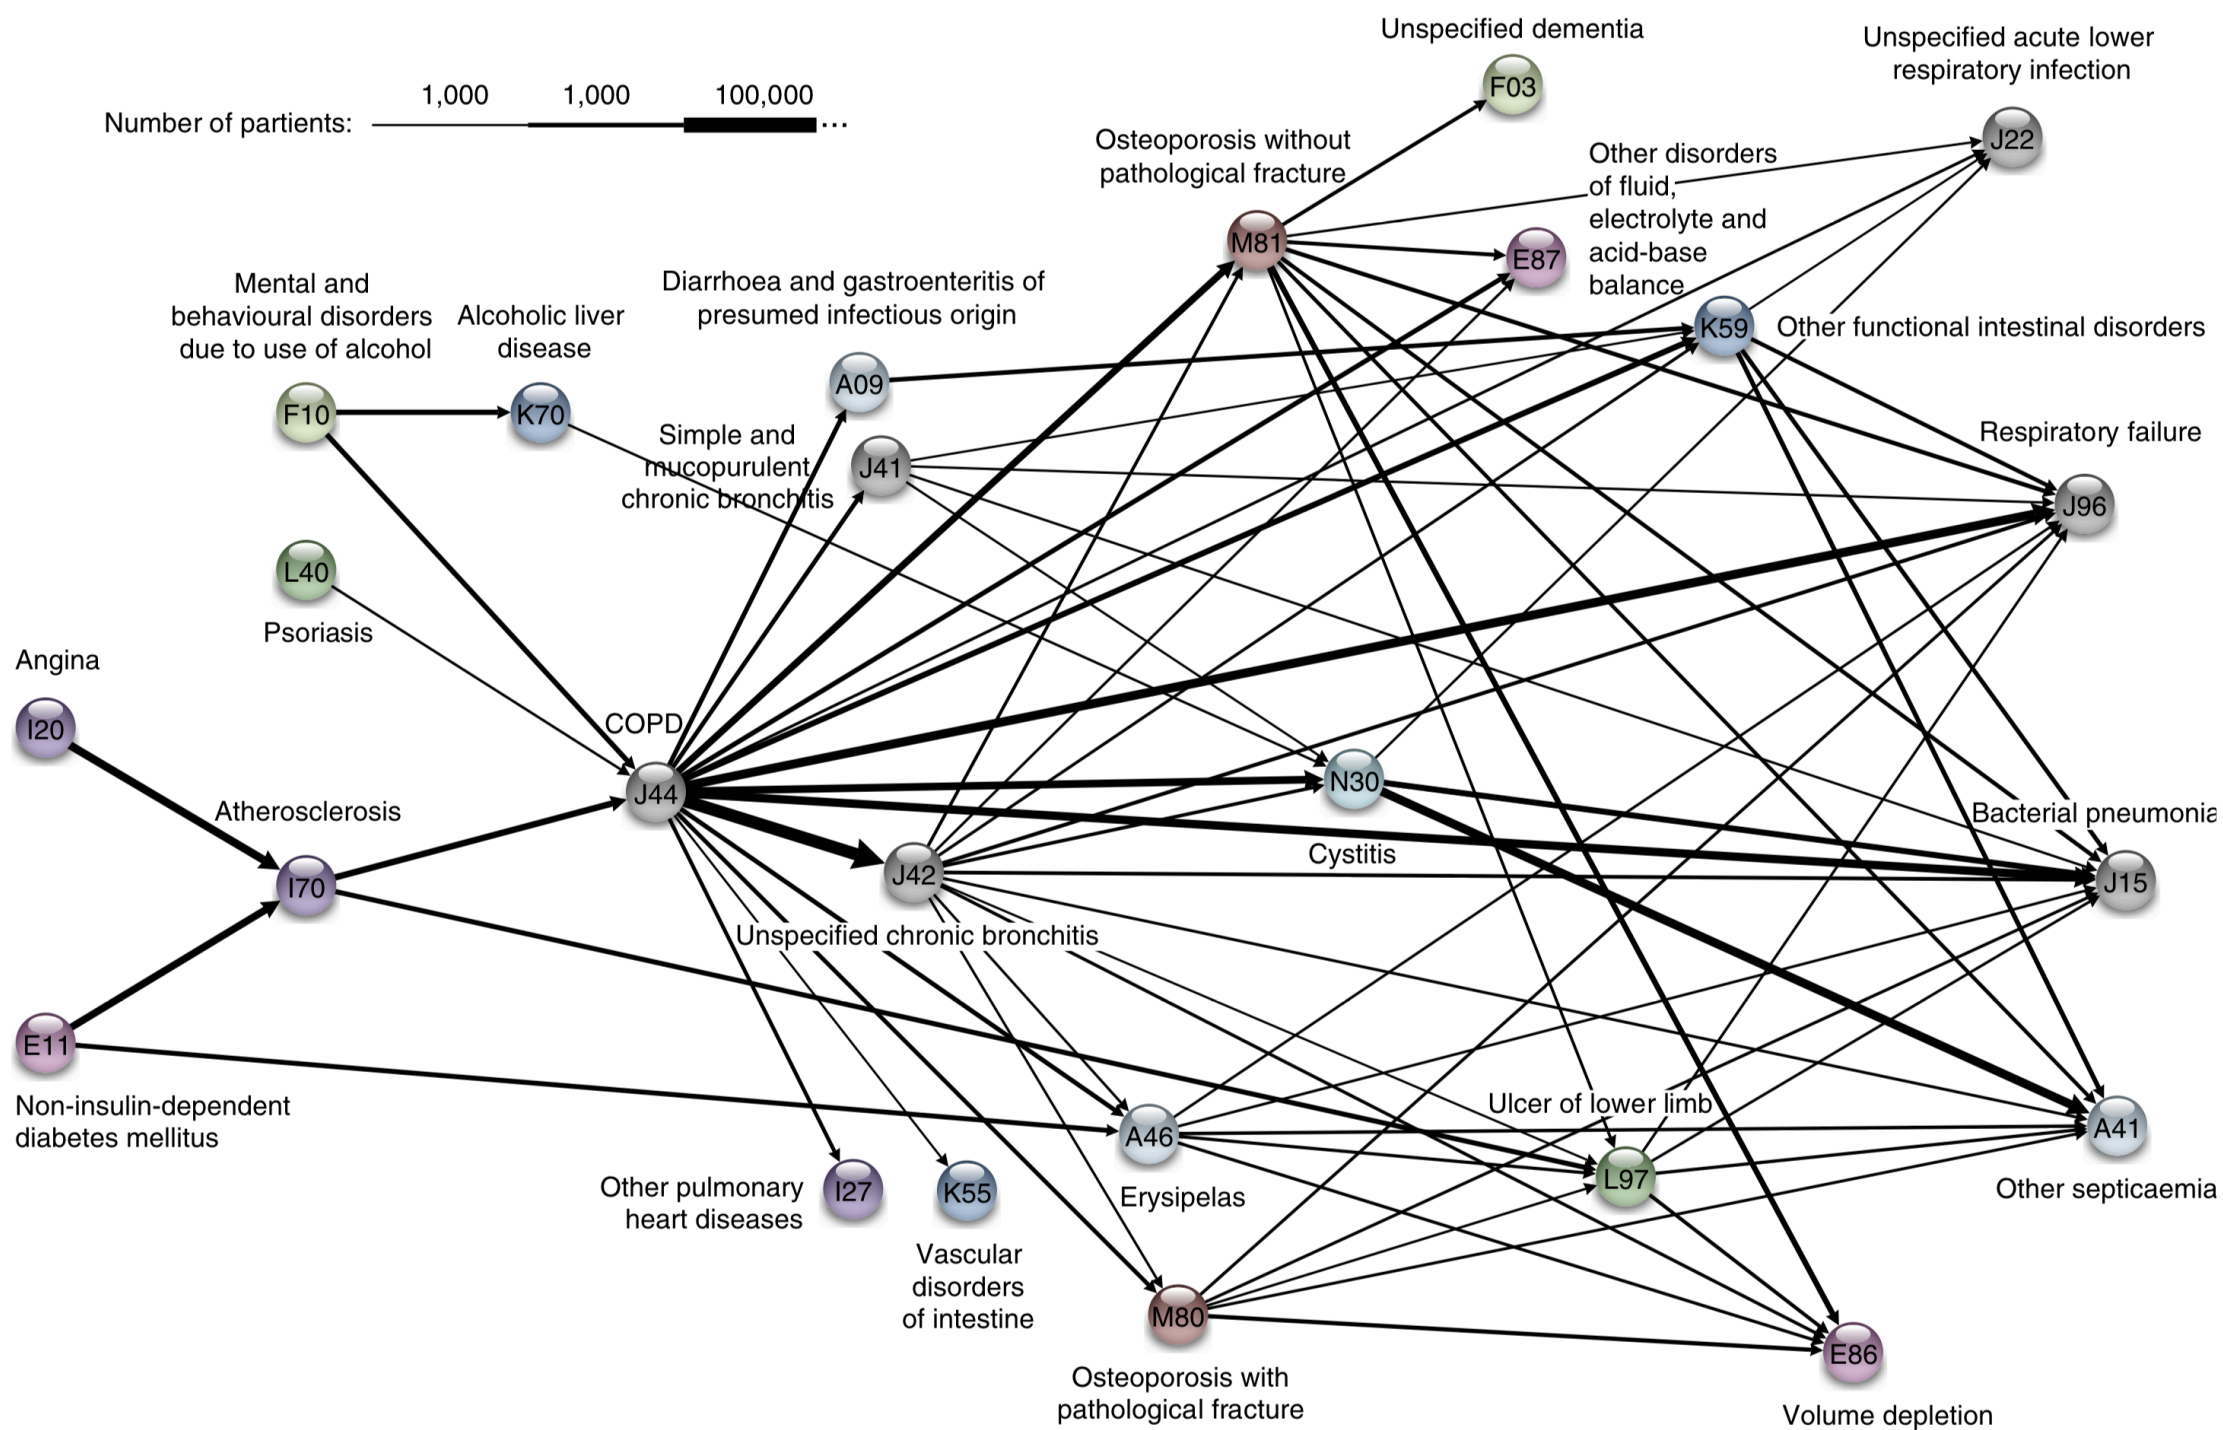 Unspecified dementia
F03
Unspecified acute lower
respiratory infection
J22
1,000
1,000
100,000
Number of partients:
...
Osteoporosis without
pathological fracture
M81
Other disorders
of fluid,
electrolyte and
acid-base
balance
E87
Mental and
behavioural disorders
due to use of alcohol
F10
Alcoholic liver
disease
K70
Diarrhoea and gastroenteritis of
presumed infectious origin
A09
K59
Other functional intestinal disorders
Simple and
mucopurulent
chronic bronchitis
J41
Respiratory failure
J96
L40
Psoriasis
Angina
I20
COPD
J44
Atherosclerosis
I70
N30
Cystitis
J42
Unspecified chronic bronchitis
Bacterial pneumonia
J15
E11
Non-insulin-dependent
diabetes mellitus
Ulcer of lower limb
L97
A46
Erysipelas
A41
Other septicaemia
Other pulmonary
heart diseases
I27
K55
Vascular
disorders
of intestine
M80
Osteoporosis with
pathological fracture
E86
Volume depletion